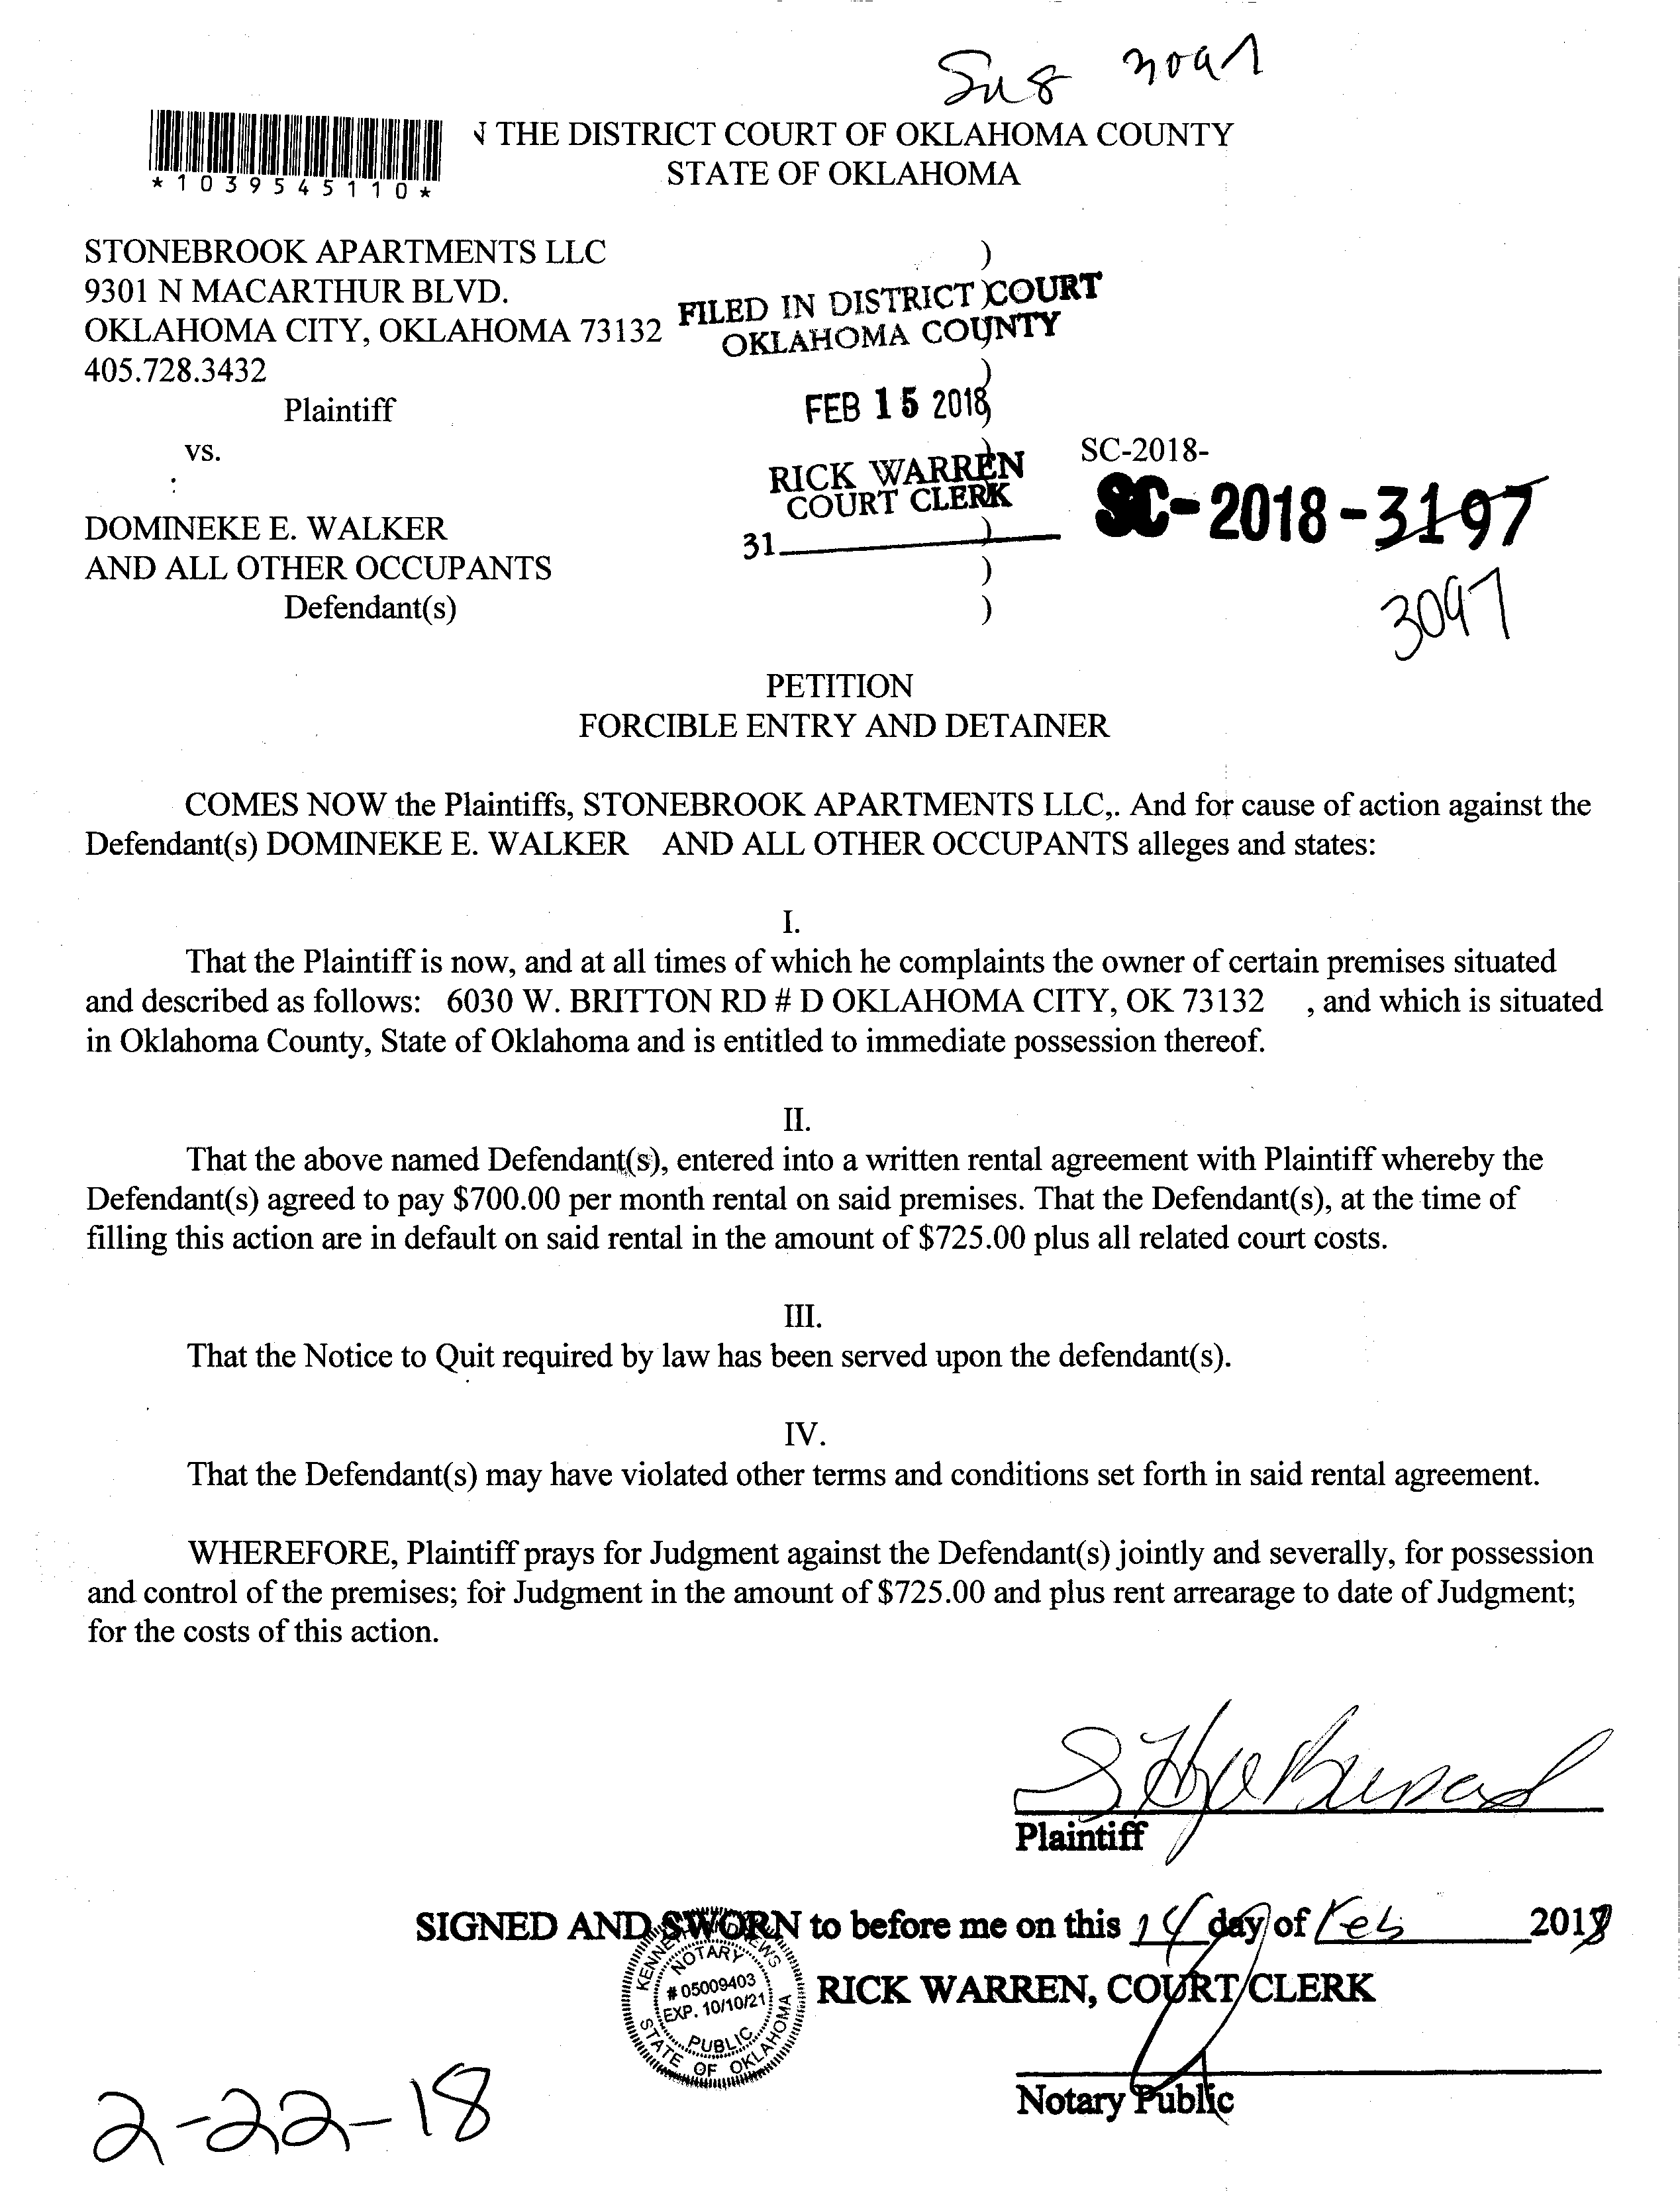 3097
THE DISTRICT COURT OF OKLAHOMA COUNTY
STATE OF OKLAHOMA
*1039545110*
STONEBROOK APARTMENTS LLC )
9301 N MACARTHUR BLVD.
OKLAHOMA CITY, OKLAHOMA 73132
405.728.3432 )
Plaintiff )
FILED IN DISTRICT COURT
OKLAHOMA COUNTY
FEB 15 2018
RICK WARREN
COURT CLERK
31
vs. ) SC-2018-
:
SC-2018-3197
3097
DOMINEKE E. WALKER )
AND ALL OTHER OCCUPANTS )
Defendant(s) )
PETITION
FORCIBLE ENTRY AND DETAINER
COMES NOW the Plaintiffs, STONEBROOK APARTMENTS LLC,. And for cause of action against the
Defendant(s) DOMINEKE E. WALKER AND ALL OTHER OCCUPANTS alleges and states:
I.
That the Plaintiff is now, and at all times of which he complaints the owner of certain premises situated
and described as follows: 6030 W. BRITTON RD # D OKLAHOMA CITY, OK 73132 , and which is situated
in Oklahoma County, State of Oklahoma and is entitled to immediate possession thereof.
II.
That the above named Defendant(s), entered into a written rental agreement with Plaintiff whereby the
Defendant(s) agreed to pay $700.00 per month rental on said premises. That the Defendant(s), at the time of
filling this action are in default on said rental in the amount of $725.00 plus all related court costs.
III.
That the Notice to Quit required by law has been served upon the defendant(s).
IV.
That the Defendant(s) may have violated other terms and conditions set forth in said rental agreement.
WHEREFORE, Plaintiff prays for Judgment against the Defendant(s) jointly and severally, for possession
and control of the premises; for Judgment in the amount of $725.00 and plus rent arrearage to date of Judgment;
for the costs of this action.
Plaintiff
SIGNED AND SWORN to before me on this 14 day of Feb 2018
NOTARY
# 05009403
EXP. 10/10/21
PUBLIC
STATE OF OKLAHOMA
RICK WARREN, COURT CLERK
Notary Public
2-22-18